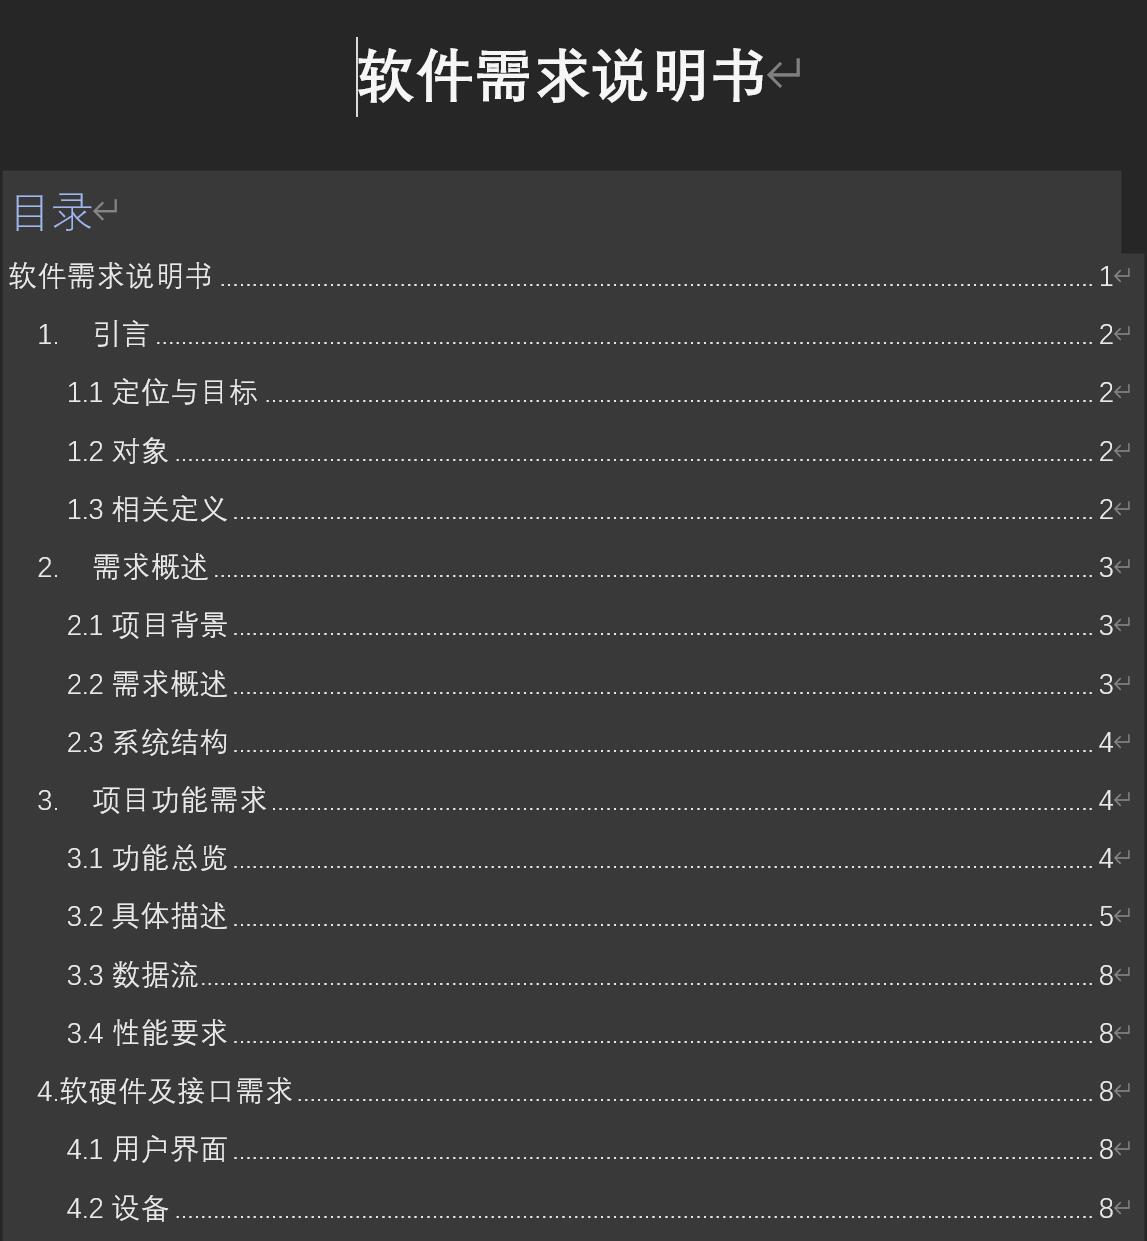 软件需求说明书
目录
软件需求说明书 1
1. 引言 2
1.1 定位与目标 2
1.2 对象 2
1.3 相关定义 2
2. 需求概述 3
2.1 项目背景 3
2.2 需求概述 3
2.3 系统结构 4
3. 项目功能需求 4
3.1 功能总览 4
3.2 具体描述 5
3.3 数据流 8
3.4 性能要求 8
4.软硬件及接口需求 8
4.1 用户界面 8
4.2 设备 8